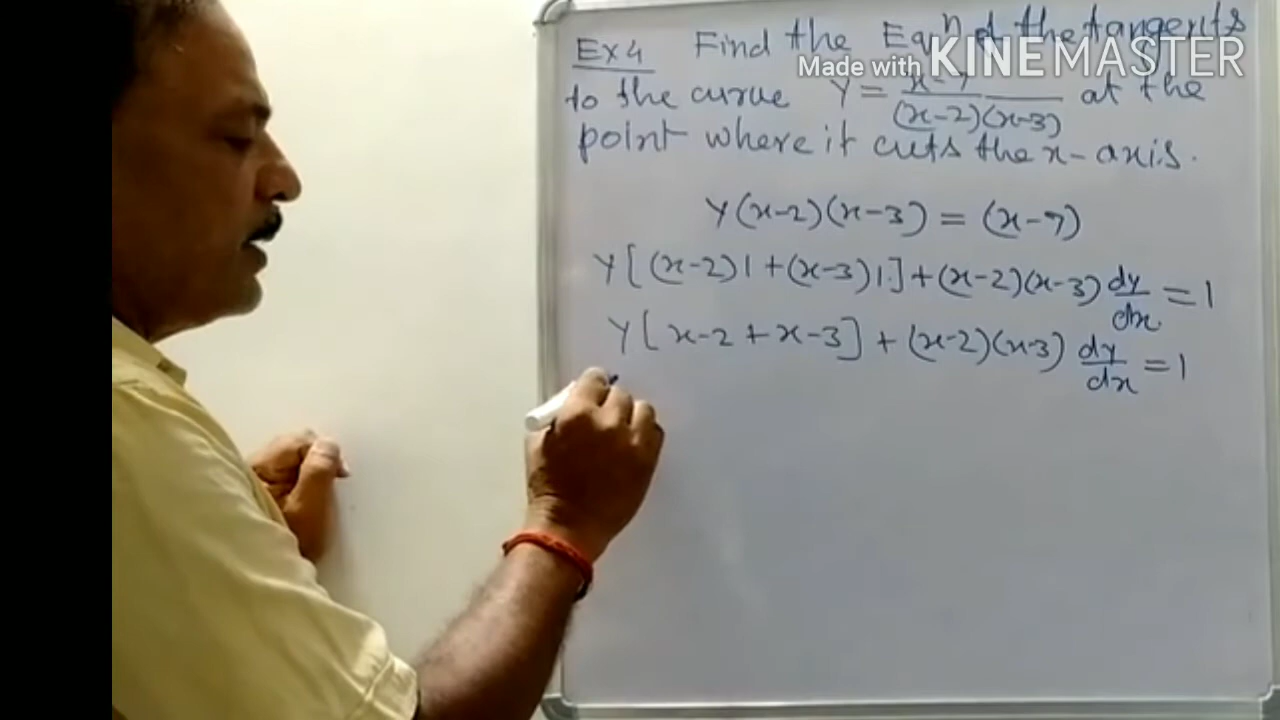 Ex 4 Find the Eqⁿ of the tangents
Made with KINEMASTER
to the curve Y = x-7/(x-2)(x-3) at the
point where it cuts the x-axis.
Y(x-2)(x-3) = (x-7)
Y[(x-2)1+(x-3)1.]+(x-2)(x-3) dy/dx = 1
Y[x-2+x-3]+(x-2)(x-3) dy/dx = 1